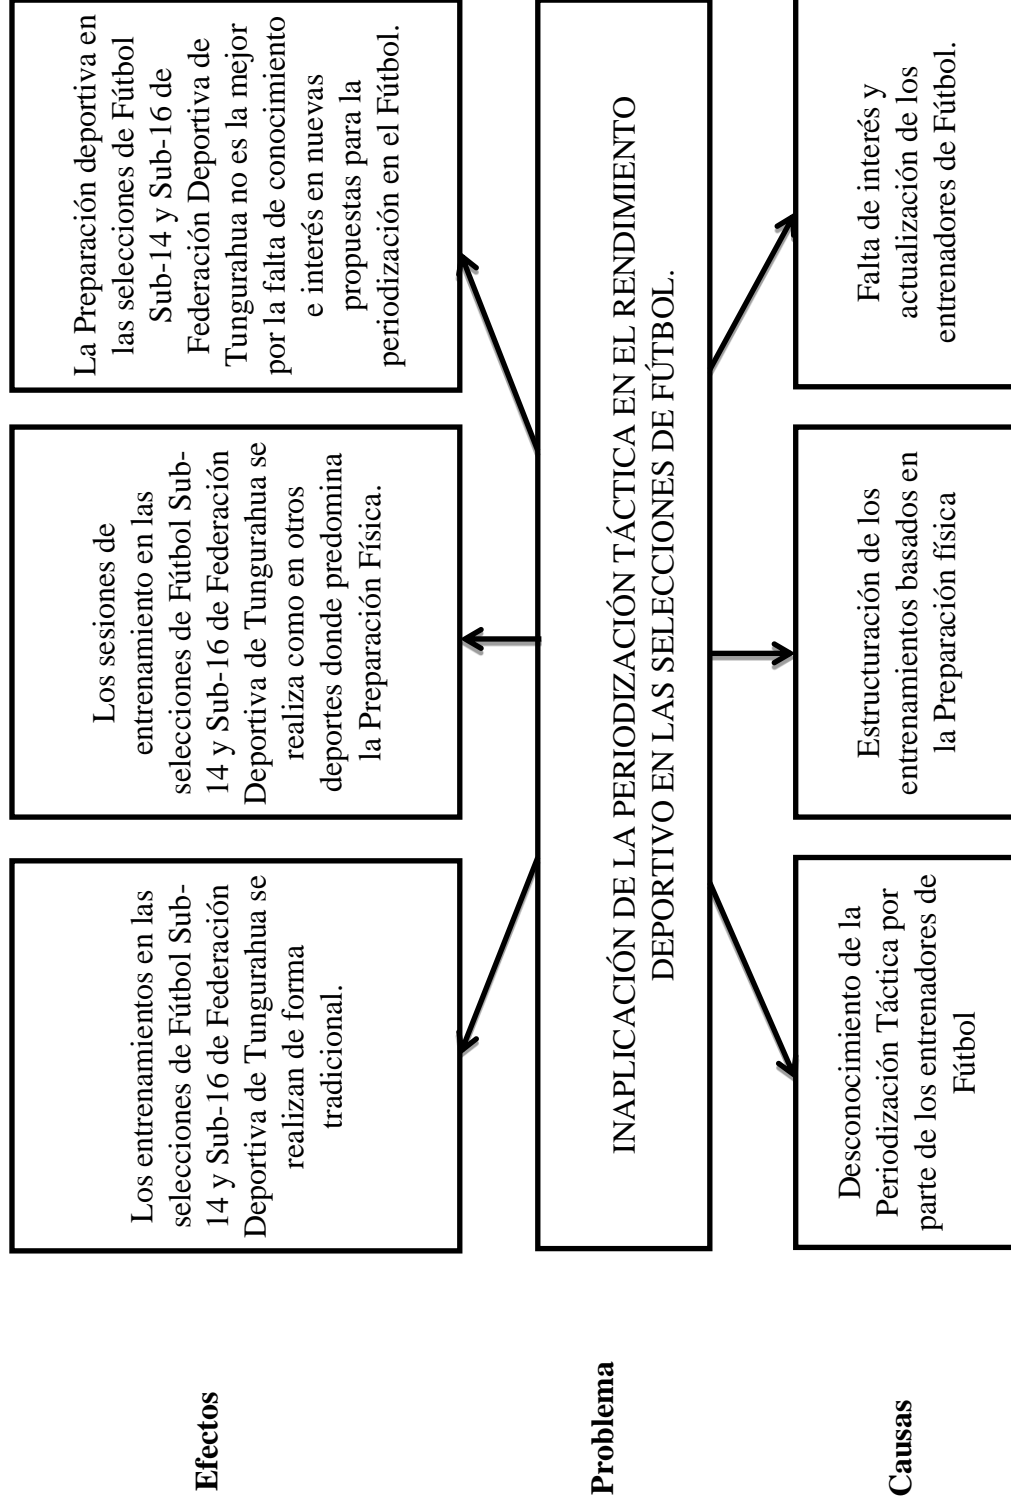 Efectos
Los entrenamientos en las
selecciones de Fútbol Sub-
14 y Sub-16 de Federación
Deportiva de Tungurahua se
realizan de forma
tradicional.
Los sesiones de
entrenamiento en las
selecciones de Fútbol Sub-
14 y Sub-16 de Federación
Deportiva de Tungurahua se
realiza como en otros
deportes donde predomina
la Preparación Física.
La Preparación deportiva en
las selecciones de Fútbol
Sub-14 y Sub-16 de
Federación Deportiva de
Tungurahua no es la mejor
por la falta de conocimiento
e interés en nuevas
propuestas para la
periodización en el Fútbol.
Problema
INAPLICACIÓN DE LA PERIODIZACIÓN TÁCTICA EN EL RENDIMIENTO
DEPORTIVO EN LAS SELECCIONES DE FÚTBOL.
Causas
Desconocimiento de la
Periodización Táctica por
parte de los entrenadores de
Fútbol
Estructuración de los
entrenamientos basados en
la Preparación física
Falta de interés y
actualización de los
entrenadores de Fútbol.